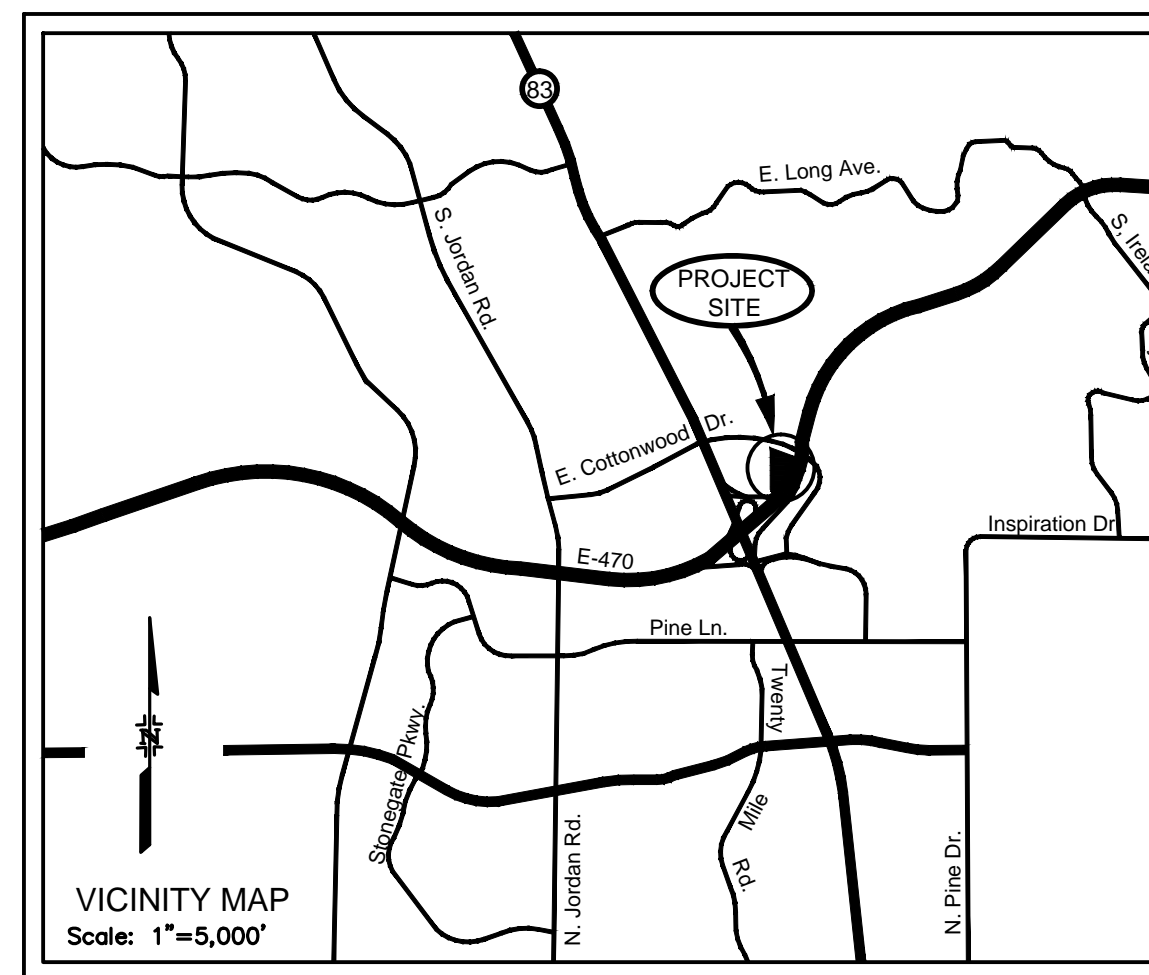 83
E. Long Ave.
S. Jordan Rd.
PROJECT
SITE
E. Cottonwood Dr.
Inspiration Dr
E-470
Pine Ln.
Twenty
Mile
Rd.
Stonegate Pkwy.
N. Jordan Rd.
N. Pine Dr.
N
VICINITY MAP
Scale: 1"=5,000'